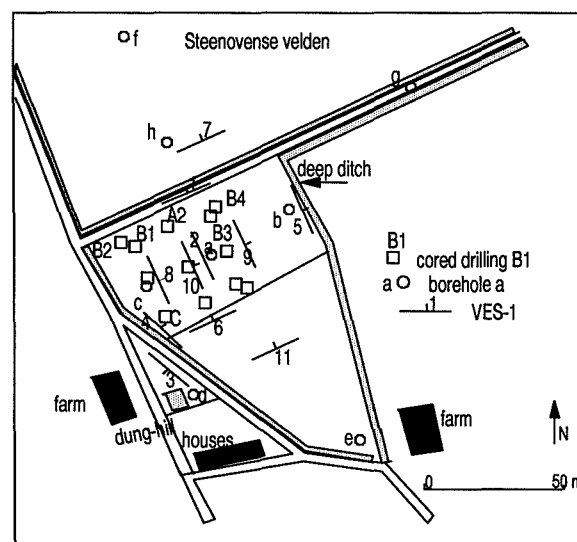 f
Steenovense velden
g
h
7
1
deep ditch
B4
A2
b
5
B1
B2
2
B3
a
9
8
10
c
4
C
6
11
3
d
farm
dung-hill
houses
e
farm
B1
cored drilling B1
a borehole a
1 VES-1
N
0 50 m